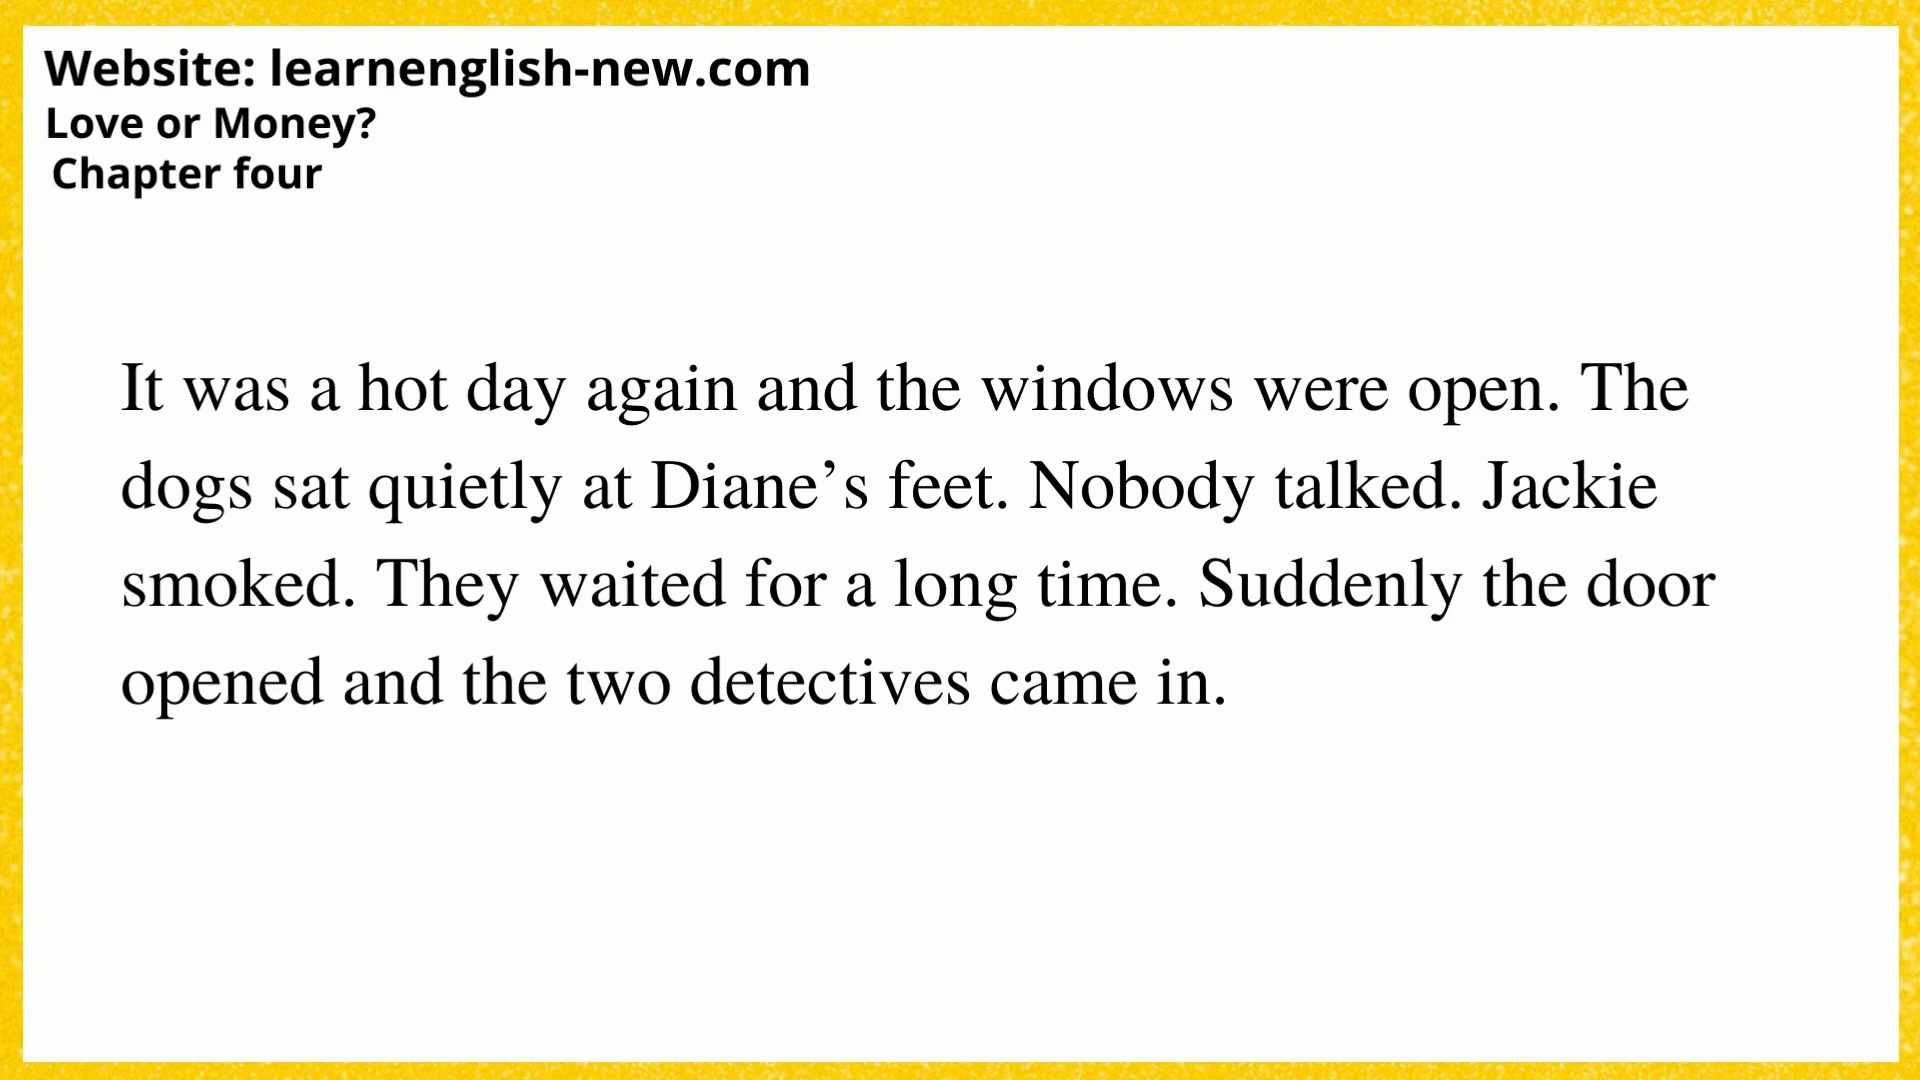 Website: learnenglish-new.com
Love or Money?
Chapter four
It was a hot day again and the windows were open. The
dogs sat quietly at Diane’s feet. Nobody talked. Jackie
smoked. They waited for a long time. Suddenly the door
opened and the two detectives came in.